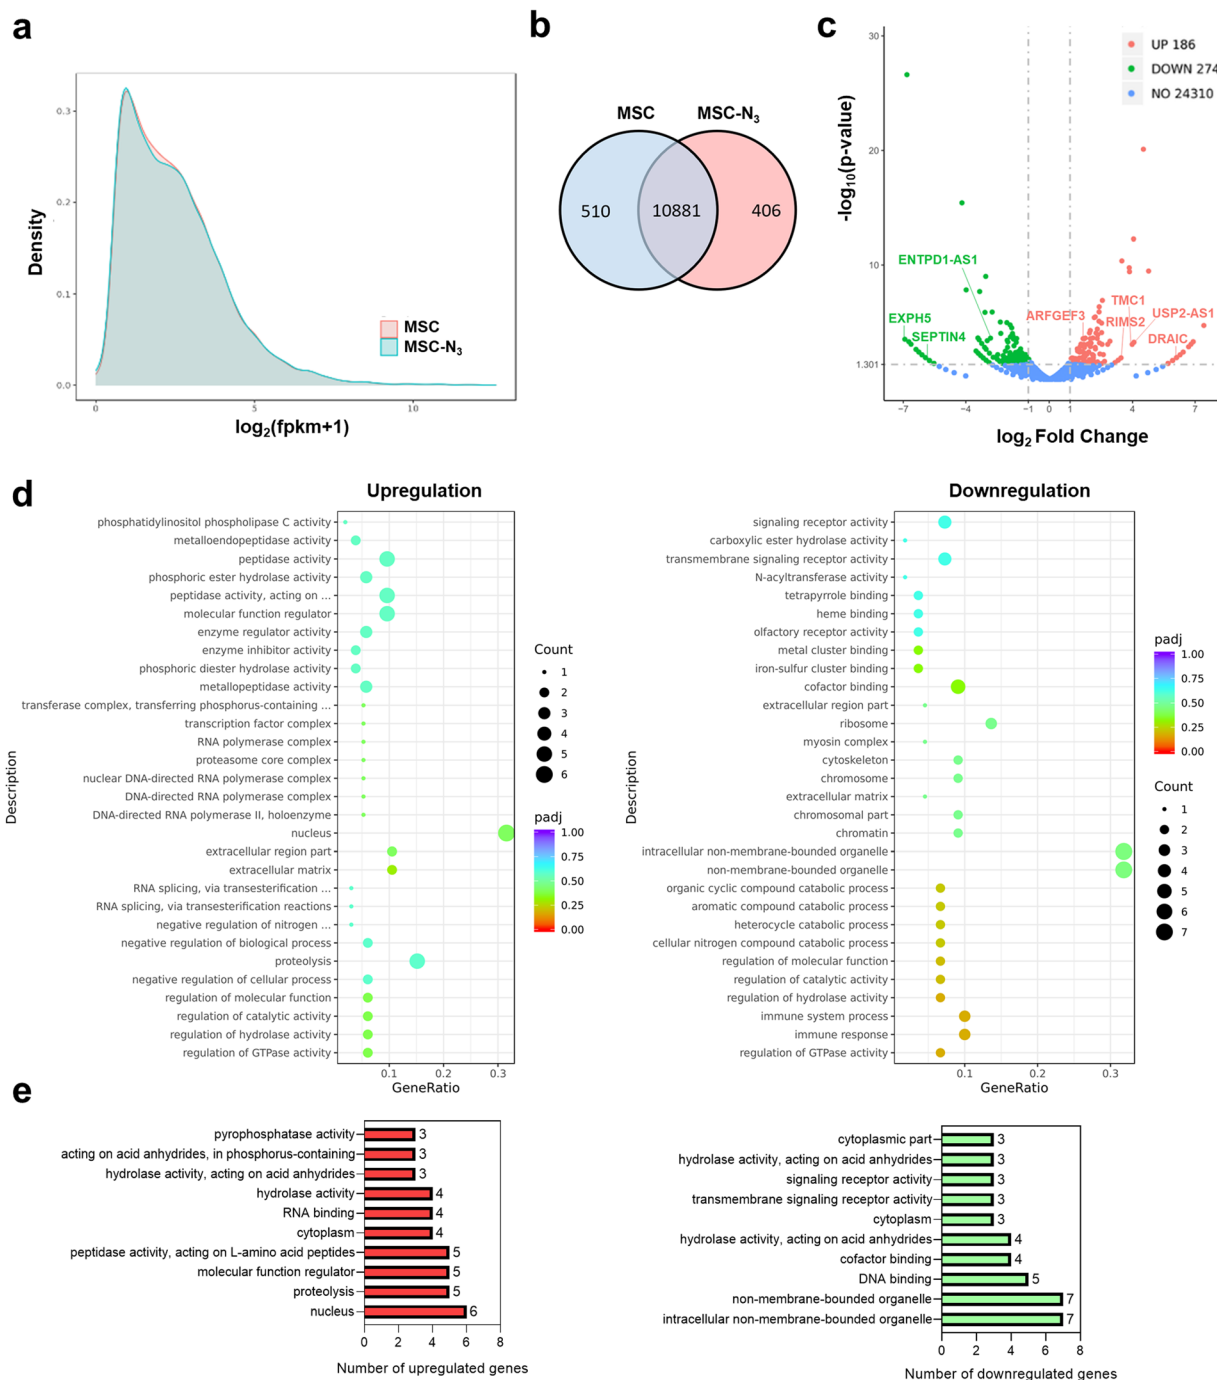 a
b
c
0.3
0.2
0.1
0.0
0
5
10
Density
log2(fpkm+1)
MSC
MSC-N3
MSC
MSC-N3
510
10881
406
30
20
10
1.301
-log10(p-value)
UP 186
DOWN 274
NO 24310
ENTPD1-AS1
EXPH5
SEPTIN4
ARFGEF3
TMC1
RIMS2
USP2-AS1
DRAIC
-7
-4
-1
0
1
4
7
log2 Fold Change
d
Upregulation
Description
phosphatidylinositol phospholipase C activity
metalloendopeptidase activity
peptidase activity
phosphoric ester hydrolase activity
peptidase activity, acting on ...
molecular function regulator
enzyme regulator activity
enzyme inhibitor activity
phosphoric diester hydrolase activity
metallopeptidase activity
transferase complex, transferring phosphorus-containing ...
transcription factor complex
RNA polymerase complex
proteasome core complex
nuclear DNA-directed RNA polymerase complex
DNA-directed RNA polymerase complex
DNA-directed RNA polymerase II, holoenzyme
nucleus
extracellular region part
extracellular matrix
RNA splicing, via transesterification ...
RNA splicing, via transesterification reactions
negative regulation of nitrogen ...
negative regulation of biological process
proteolysis
negative regulation of cellular process
regulation of molecular function
regulation of catalytic activity
regulation of hydrolase activity
regulation of GTPase activity
0.1
0.2
0.3
GeneRatio
Count
1
2
3
4
5
6
padj
1.00
0.75
0.50
0.25
0.00
Downregulation
Description
signaling receptor activity
carboxylic ester hydrolase activity
transmembrane signaling receptor activity
N-acyltransferase activity
tetrapyrrole binding
heme binding
olfactory receptor activity
metal cluster binding
iron-sulfur cluster binding
cofactor binding
extracellular region part
ribosome
myosin complex
cytoskeleton
chromosome
extracellular matrix
chromosomal part
chromatin
intracellular non-membrane-bounded organelle
non-membrane-bounded organelle
organic cyclic compound catabolic process
aromatic compound catabolic process
heterocycle catabolic process
cellular nitrogen compound catabolic process
regulation of molecular function
regulation of catalytic activity
regulation of hydrolase activity
immune system process
immune response
regulation of GTPase activity
0.1
0.2
0.3
GeneRatio
padj
1.00
0.75
0.50
0.25
0.00
Count
1
2
3
4
5
6
7
e
pyrophosphatase activity 3
acting on acid anhydrides, in phosphorus-containing 3
hydrolase activity, acting on acid anhydrides 3
hydrolase activity 4
RNA binding 4
cytoplasm 4
peptidase activity, acting on L-amino acid peptides 5
molecular function regulator 5
proteolysis 5
nucleus 6
0 2 4 6 8
Number of upregulated genes
cytoplasmic part 3
hydrolase activity, acting on acid anhydrides 3
signaling receptor activity 3
transmembrane signaling receptor activity 3
cytoplasm 3
hydrolase activity, acting on acid anhydrides 4
cofactor binding 4
DNA binding 5
non-membrane-bounded organelle 7
intracellular non-membrane-bounded organelle 7
0 2 4 6 8
Number of downregulated genes